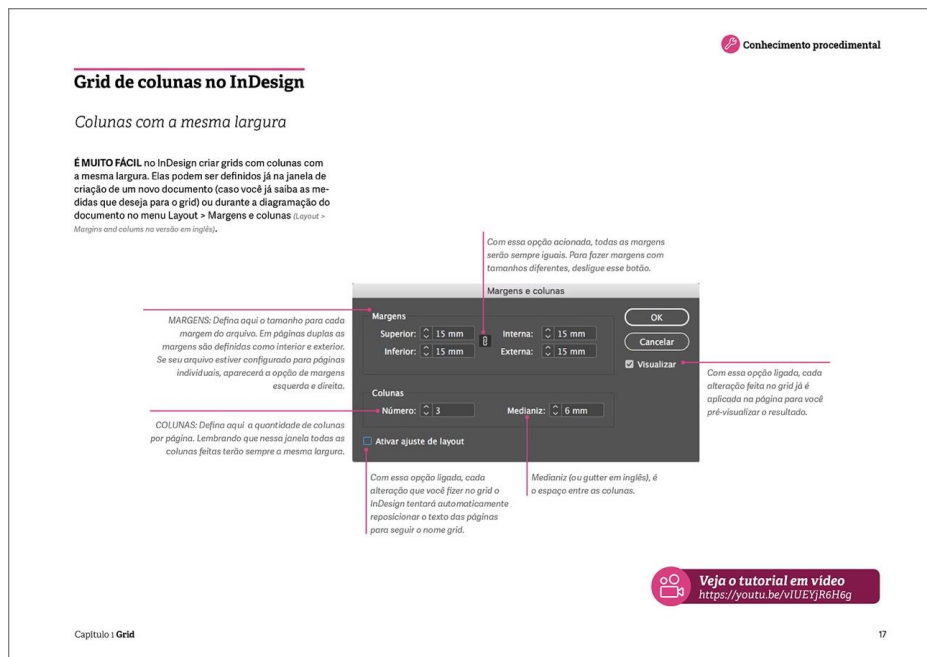 Conhecimento procedimental
Grid de colunas no InDesign
Colunas com a mesma largura
É MUITO FÁCIL no InDesign criar grids com colunas com
a mesma largura. Elas podem ser definidos já na janela de
criação de um novo documento (caso você já saiba as me-
didas que deseja para o grid) ou durante a diagramação do
documento no menu Layout > Margens e colunas (Layout >
Margins and colums na versão em inglês).
Com essa opção acionada, todas as margens
serão sempre iguais. Para fazer margens com
tamanhos diferentes, desligue esse botão.
MARGENS: Defina aqui o tamanho para cada
margem do arquivo. Em páginas duplas as
margens são definidas como interior e exterior.
Se seu arquivo estiver configurado para páginas
individuais, aparecerá a opção de margens
esquerda e direita.
COLUNAS: Defina aqui a quantidade de colunas
por página. Lembrando que nessa janela todas as
colunas feitas terão sempre a mesma largura.
Margens e colunas
Margens
Superior: 15 mm Interna: 15 mm
Inferior: 15 mm Externa: 15 mm
Colunas
Número: 3 Medianiz: 6 mm
Ativar ajuste de layout
OK
Cancelar
Visualizar
Com essa opção ligada, cada
alteração feita no grid já é
aplicada na página para você
pré-visualizar o resultado.
Com essa opção ligada, cada
alteração que você fizer no grid o
InDesign tentará automaticamente
reposicionar o texto das páginas
para seguir o nome grid.
Medianiz (ou gutter em inglês), é
o espaço entre as colunas.
Veja o tutorial em vídeo
https://youtu.be/vIUEYjR6H6g
Capítulo 1 Grid
17